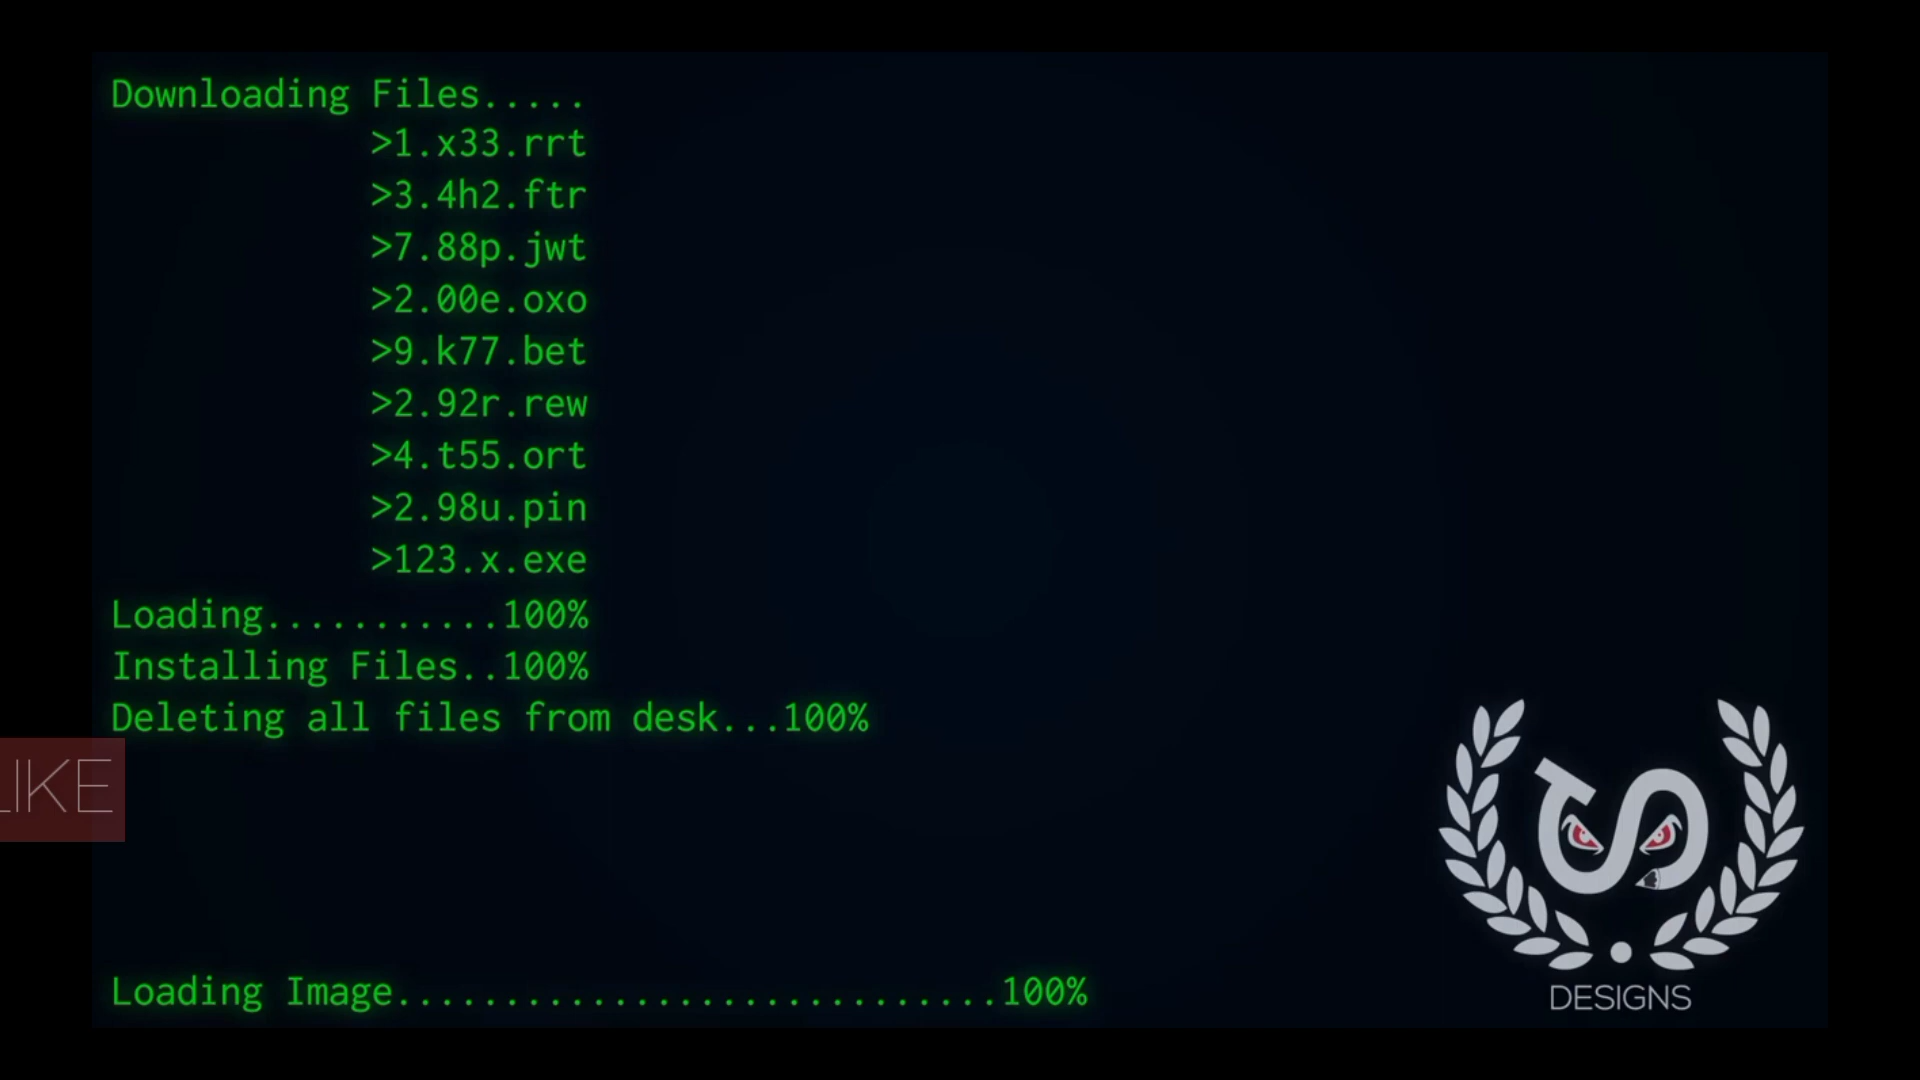 Downloading Files.....
>1.x33.rrt
>3.4h2.ftr
>7.88p.jwt
>2.00e.oxo
>9.k77.bet
>2.92r.rew
>4.t55.ort
>2.98u.pin
>123.x.exe
Loading...........100%
Installing Files..100%
Deleting all files from desk...100%
LIKE
Loading Image............................100%
DESIGNS